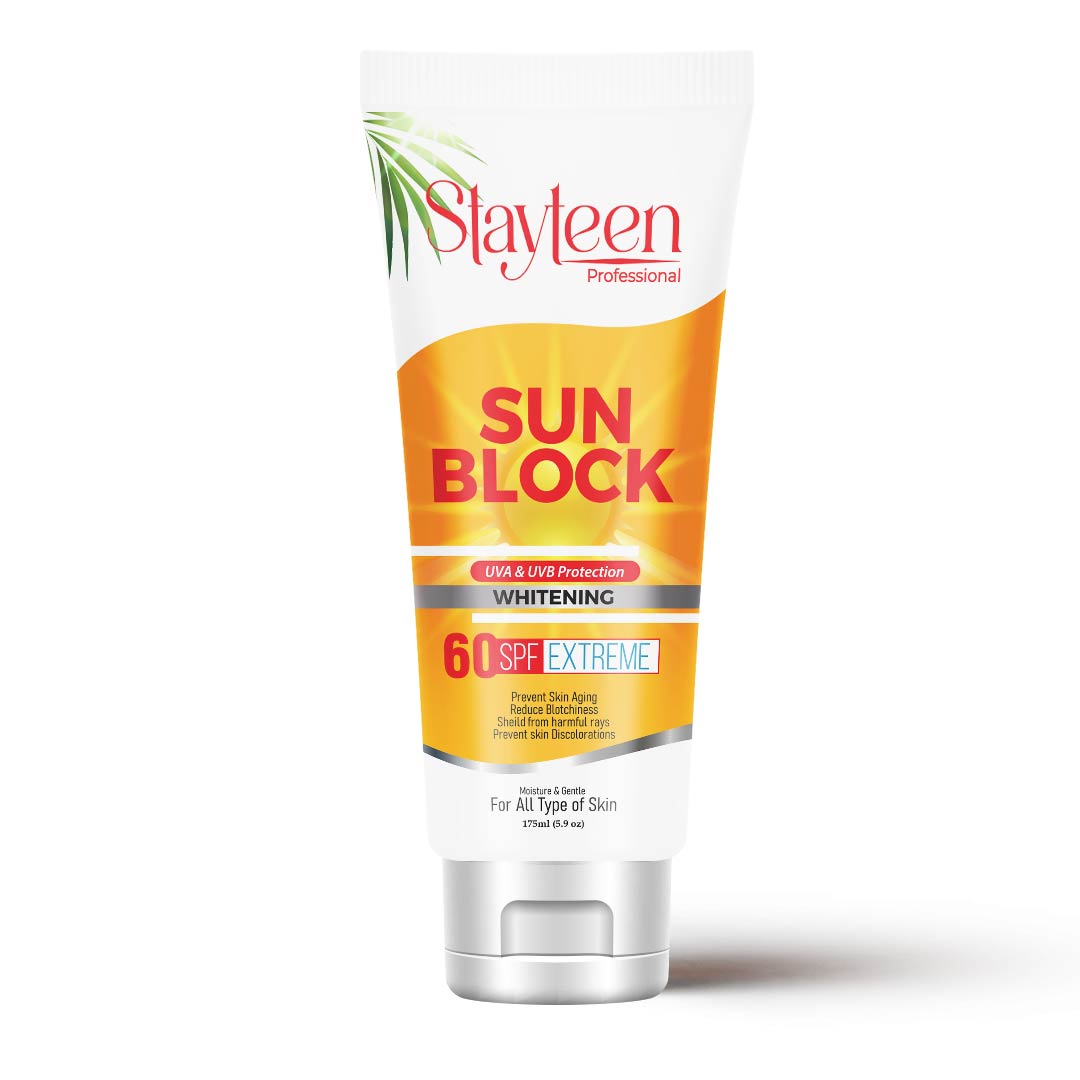 Stayteen
Professional
SUN
BLOCK
UVA & UVB Protection
WHITENING
60 SPF EXTREME
Prevent Skin Aging
Reduce Blotchiness
Sheild from harmful rays
Prevent skin Discolorations
Moisture & Gentle
For All Type of Skin
175ml (5.9 oz)